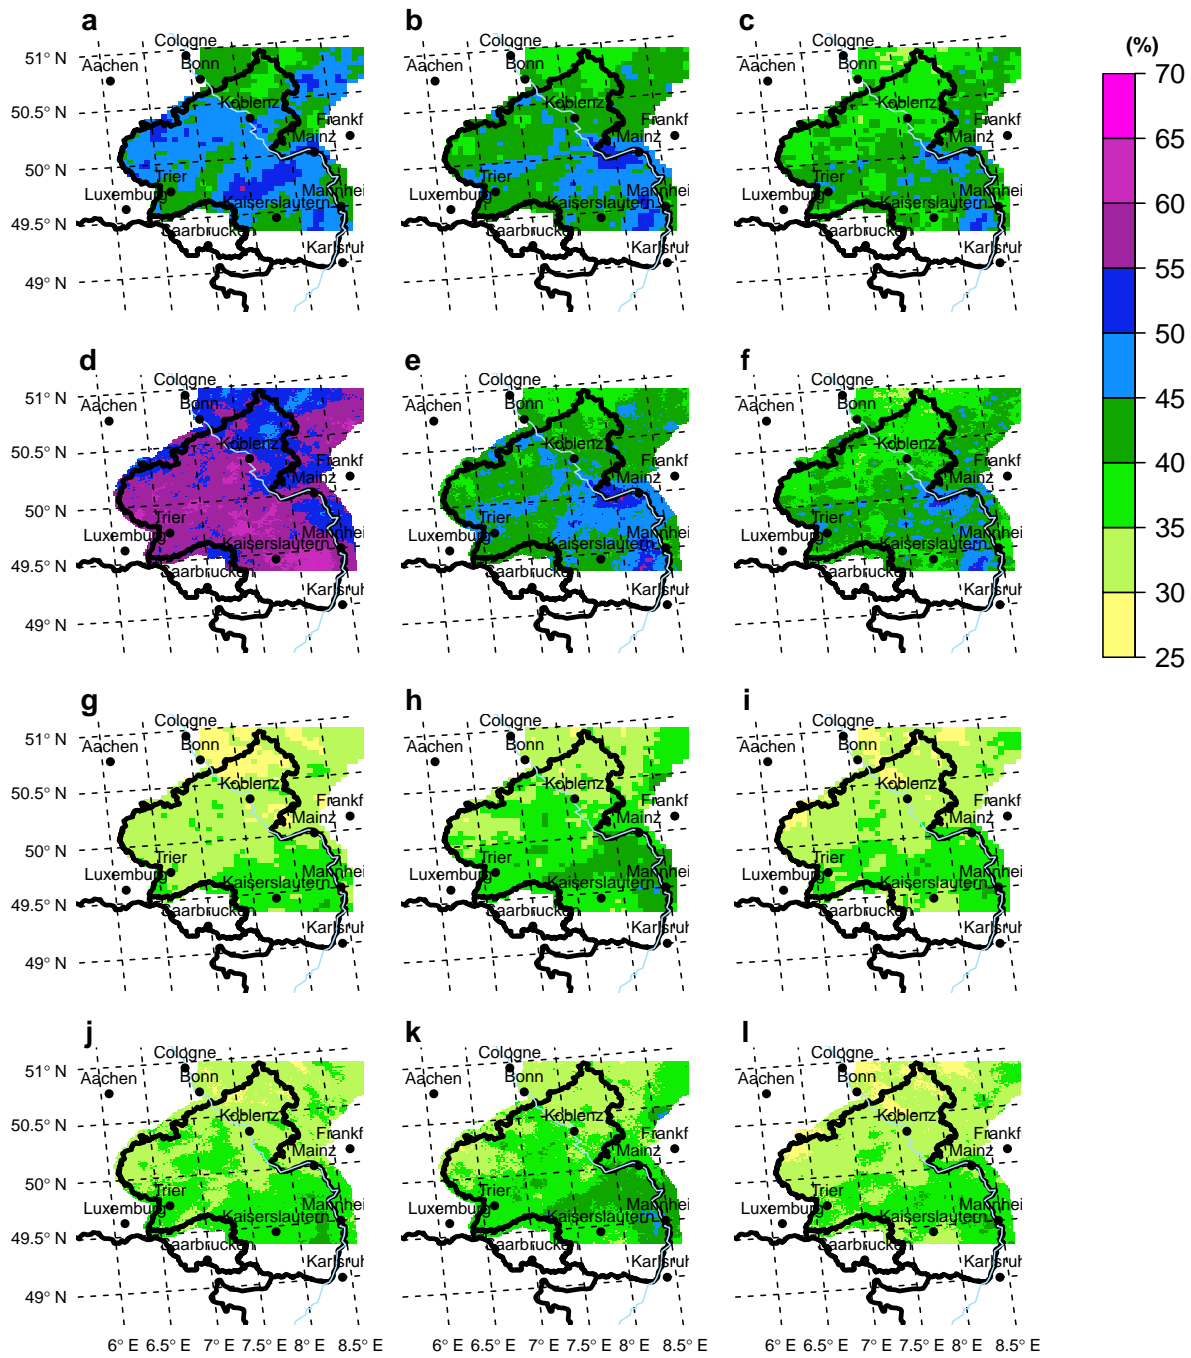 a b c
(%)
Cologne Cologne Cologne
51° N Aachen Bonn Aachen Bonn Aachen Bonn
70
50.5° N Koblenz Frankf Koblenz Frankf Koblenz Frankf
65
Mainz Mainz Mainz
50° N Trier Trier Trier
60
Luxemburg Mannhei Luxemburg Mannhei Luxemburg Mannhei
Kaiserslautern Kaiserslautern Kaiserslautern
49.5° N Saarbrucken Saarbrucken Saarbrucken
Karlsruh Karlsruh Karlsruh
55
49° N
50
d e f
Cologne Cologne Cologne
51° N Aachen Bonn Aachen Bonn Aachen Bonn
45
50.5° N Koblenz Frankf Koblenz Frankf Koblenz Frankf
40
Mainz Mainz Mainz
50° N Trier Trier Trier
35
Luxemburg Mannhei Luxemburg Mannhei Luxemburg Mannhei
Kaiserslautern Kaiserslautern Kaiserslautern
49.5° N Saarbrucken Saarbrucken Saarbrucken
30
Karlsruh Karlsruh Karlsruh
49° N
25
g h i
Cologne Cologne Cologne
51° N Aachen Bonn Aachen Bonn Aachen Bonn
50.5° N Koblenz Frankf Koblenz Frankf Koblenz Frankf
Mainz Mainz Mainz
50° N Trier Trier Trier
Luxemburg Mannhei Luxemburg Mannhei Luxemburg Mannhei
Kaiserslautern Kaiserslautern Kaiserslautern
49.5° N Saarbrucken Saarbrucken Saarbrucken
Karlsruh Karlsruh Karlsruh
49° N
j k l
Cologne Cologne Cologne
51° N Aachen Bonn Aachen Bonn Aachen Bonn
50.5° N Koblenz Frankf Koblenz Frankf Koblenz Frankf
Mainz Mainz Mainz
50° N Trier Trier Trier
Luxemburg Mannhei Luxemburg Mannhei Luxemburg Mannhei
Kaiserslautern Kaiserslautern Kaiserslautern
49.5° N Saarbrucken Saarbrucken Saarbrucken
Karlsruh Karlsruh Karlsruh
49° N
6° E 6.5° E 7° E 7.5° E 8° E 8.5° E 6° E 6.5° E 7° E 7.5° E 8° E 8.5° E 6° E 6.5° E 7° E 7.5° E 8° E 8.5° E